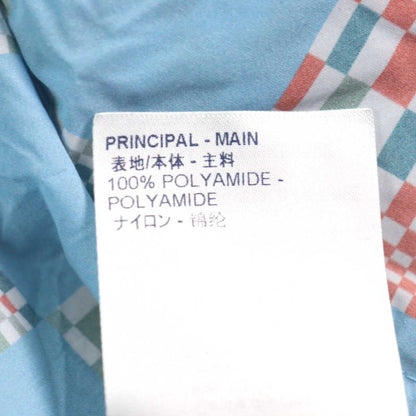 PRINCIPAL - MAIN
表地/本体 - 主料
100% POLYAMIDE -
POLYAMIDE
ナイロン - 锦纶